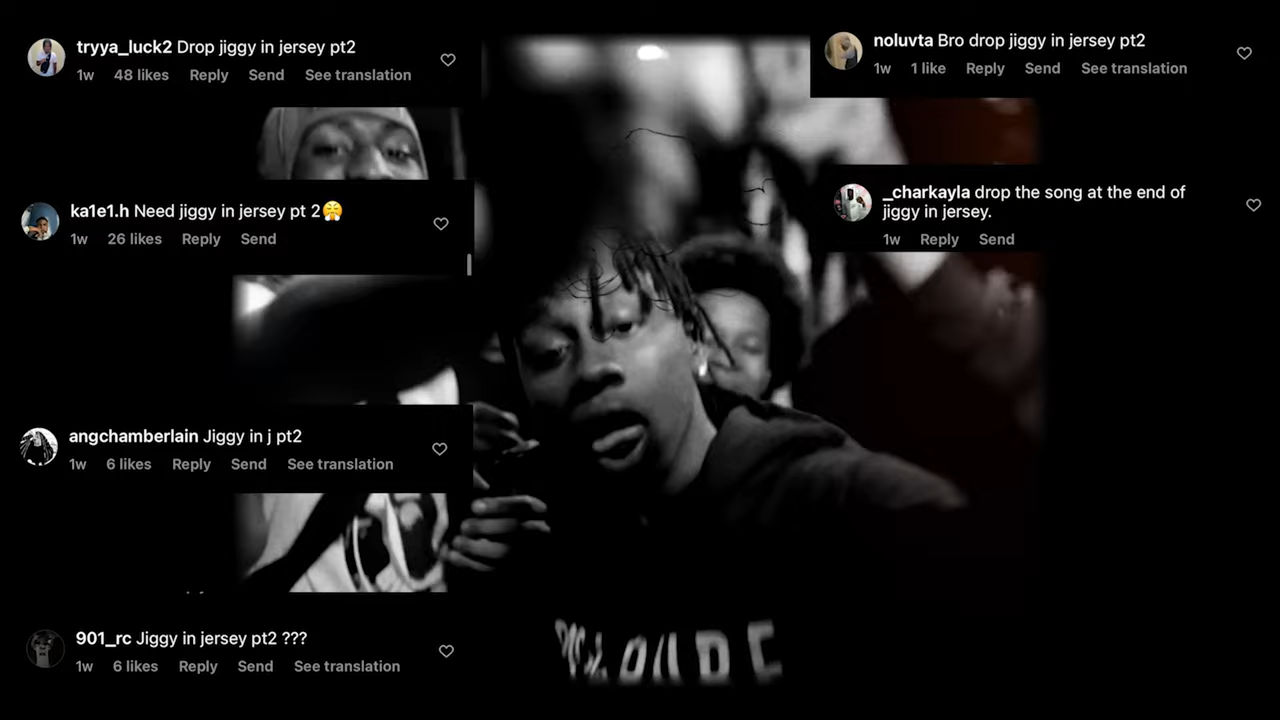 tryya_luck2 Drop jiggy in jersey pt2
1w 48 likes Reply Send See translation
noluvta Bro drop jiggy in jersey pt2
1w 1 like Reply Send See translation
ka1e1.h Need jiggy in jersey pt 2😤
1w 26 likes Reply Send
_charkayla drop the song at the end of
jiggy in jersey.
1w Reply Send
angchamberlain Jiggy in j pt2
1w 6 likes Reply Send See translation
901_rc Jiggy in jersey pt2 ???
1w 6 likes Reply Send See translation